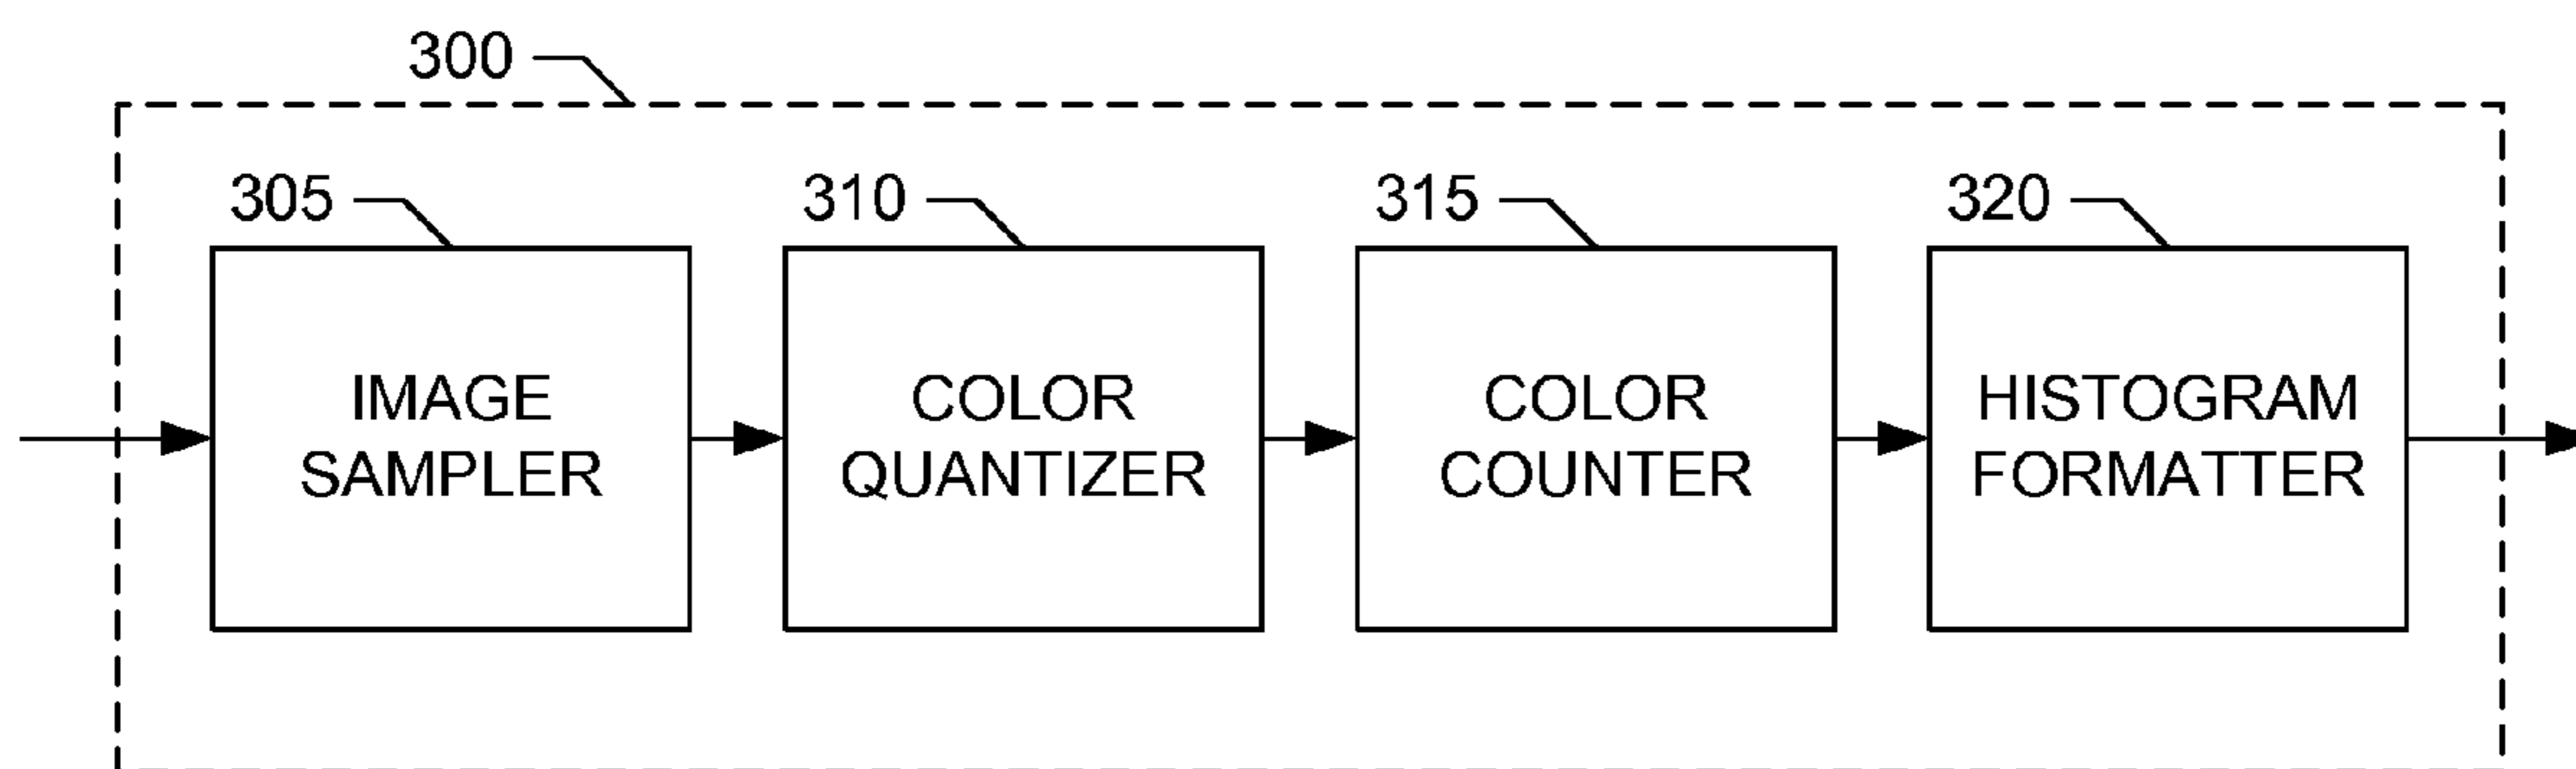 300
305
310
315
320
IMAGE
SAMPLER
COLOR
QUANTIZER
COLOR
COUNTER
HISTOGRAM
FORMATTER